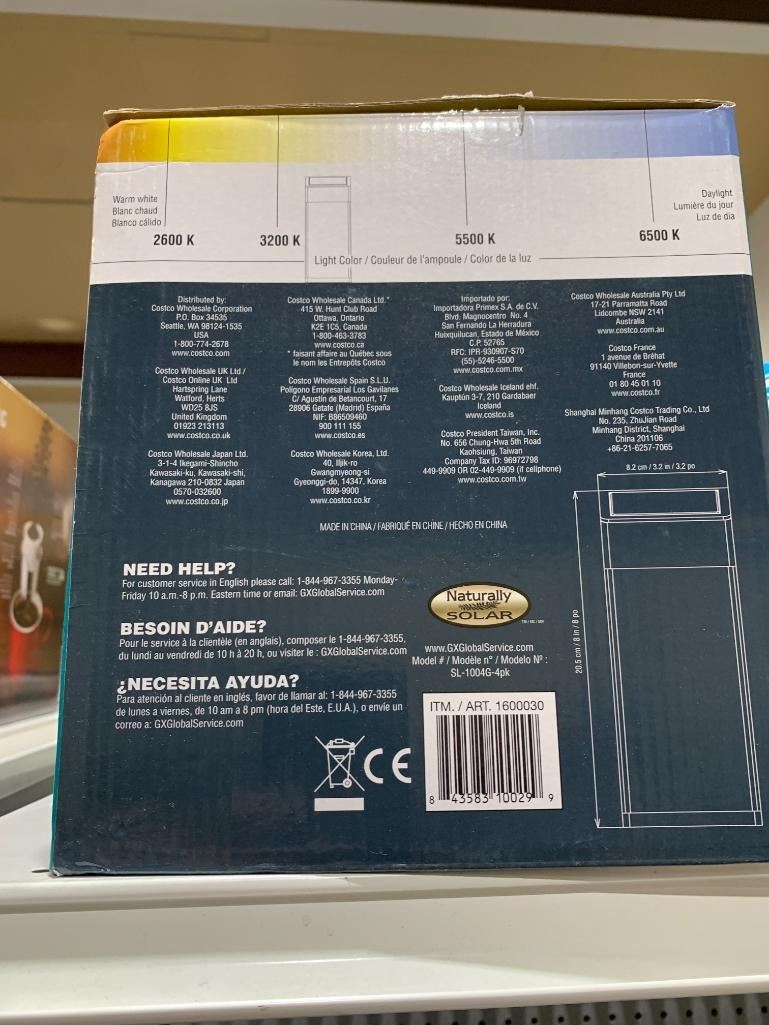 Warm white
Blanc chaud
Blanco cálido
2600 K
3200 K
5500 K
6500 K
Daylight
Lumière du jour
Luz de día
Light Color / Couleur de l'ampoule / Color de la luz
Distributed by:
Costco Wholesale Corporation
P.O. Box 34535
Seattle, WA 98124-1535
USA
1-800-774-2678
www.costco.com
Costco Wholesale UK Ltd /
Costco Online UK Ltd
Hartspring Lane
Watford, Herts
WD25 8JS
United Kingdom
01923 213113
www.costco.co.uk
Costco Wholesale Japan Ltd.
3-1-4 Ikegami-Shincho
Kawasaki-ku, Kawasaki-shi,
Kanagawa 210-0832 Japan
0570-032600
www.costco.co.jp
Costco Wholesale Canada Ltd.*
415 W. Hunt Club Road
Ottawa, Ontario
K2E 1C5, Canada
1-800-463-3783
www.costco.ca
* faisant affaire au Québec sous
le nom les Entrepôts Costco
Costco Wholesale Spain S.L.U.
Polígono Empresarial Los Gavilanes
C/ Agustín de Betancourt, 17
28906 Getafe (Madrid) España
NIF: B86509460
900 111 155
www.costco.es
Costco Wholesale Korea, Ltd.
40, Iljik-ro
Gwangmyeong-si
Gyeonggi-do, 14347, Korea
1899-9900
www.costco.co.kr
Importado por:
Importadora Primex S.A. de C.V.
Blvd. Magnocentro No. 4
San Fernando La Herradura
Huixquilucan, Estado de México
C.P. 52765
RFC: IPR-930907-S70
(55)-5246-5500
www.costco.com.mx
Costco Wholesale Iceland ehf.
Kauptún 3-7, 210 Gardabaer
Iceland
www.costco.is
Costco President Taiwan, Inc.
No. 656 Chung-Hwa 5th Road
Kaohsiung, Taiwan
Company Tax ID: 96972798
449-9909 OR 02-449-9909 (if cellphone)
www.costco.com.tw
Costco Wholesale Australia Pty Ltd
17-21 Parramatta Road
Lidcombe NSW 2141
Australia
www.costco.com.au
Costco France
1 avenue de Bréhat
91140 Villebon-sur-Yvette
France
01 80 45 01 10
www.costco.fr
Shanghai Minhang Costco Trading Co., Ltd
No. 235, ZhuJian Road
Minhang District, Shanghai
China 201106
+86-21-6257-7065
8.2 cm / 3.2 in / 3,2 po
20.5 cm / 8 in / 8 po
MADE IN CHINA / FABRIQUÉ EN CHINE / HECHO EN CHINA
NEED HELP?
For customer service in English please call: 1-844-967-3355 Monday-
Friday 10 a.m.-8 p.m. Eastern time or email: GXGlobalService.com
BESOIN D'AIDE?
Pour le service à la clientèle (en anglais), composer le 1-844-967-3355,
du lundi au vendredi de 10 h à 20 h, ou visiter le : GXGlobalService.com
¿NECESITA AYUDA?
Para atención al cliente en inglés, favor de llamar al: 1-844-967-3355
de lunes a viernes, de 10 am a 8 pm (hora del Este, E.U.A.), o envíe un
correo a: GXGlobalService.com
Naturally
SOLAR
www.GXGlobalService.com
Model # / Modèle n° / Modelo Nº :
SL-1004G-4pk
ITM. / ART. 1600030
8 43583 10029 9
CE